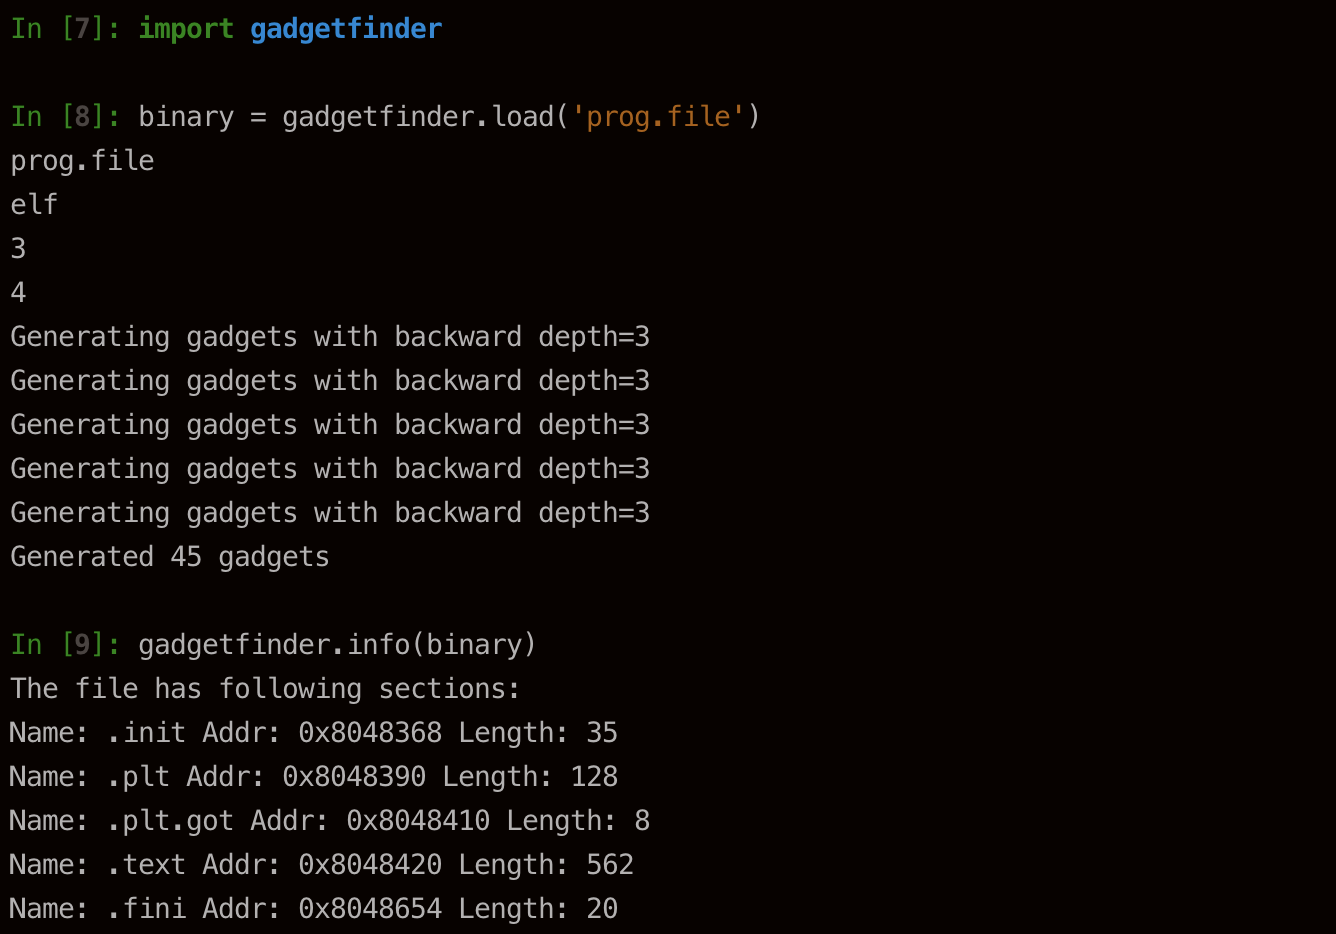 In [7]: import gadgetfinder
In [8]: binary = gadgetfinder.load('prog.file')
prog.file
elf
3
4
Generating gadgets with backward depth=3
Generating gadgets with backward depth=3
Generating gadgets with backward depth=3
Generating gadgets with backward depth=3
Generating gadgets with backward depth=3
Generated 45 gadgets
In [9]: gadgetfinder.info(binary)
The file has following sections:
Name: .init Addr: 0x8048368 Length: 35
Name: .plt Addr: 0x8048390 Length: 128
Name: .plt.got Addr: 0x8048410 Length: 8
Name: .text Addr: 0x8048420 Length: 562
Name: .fini Addr: 0x8048654 Length: 20